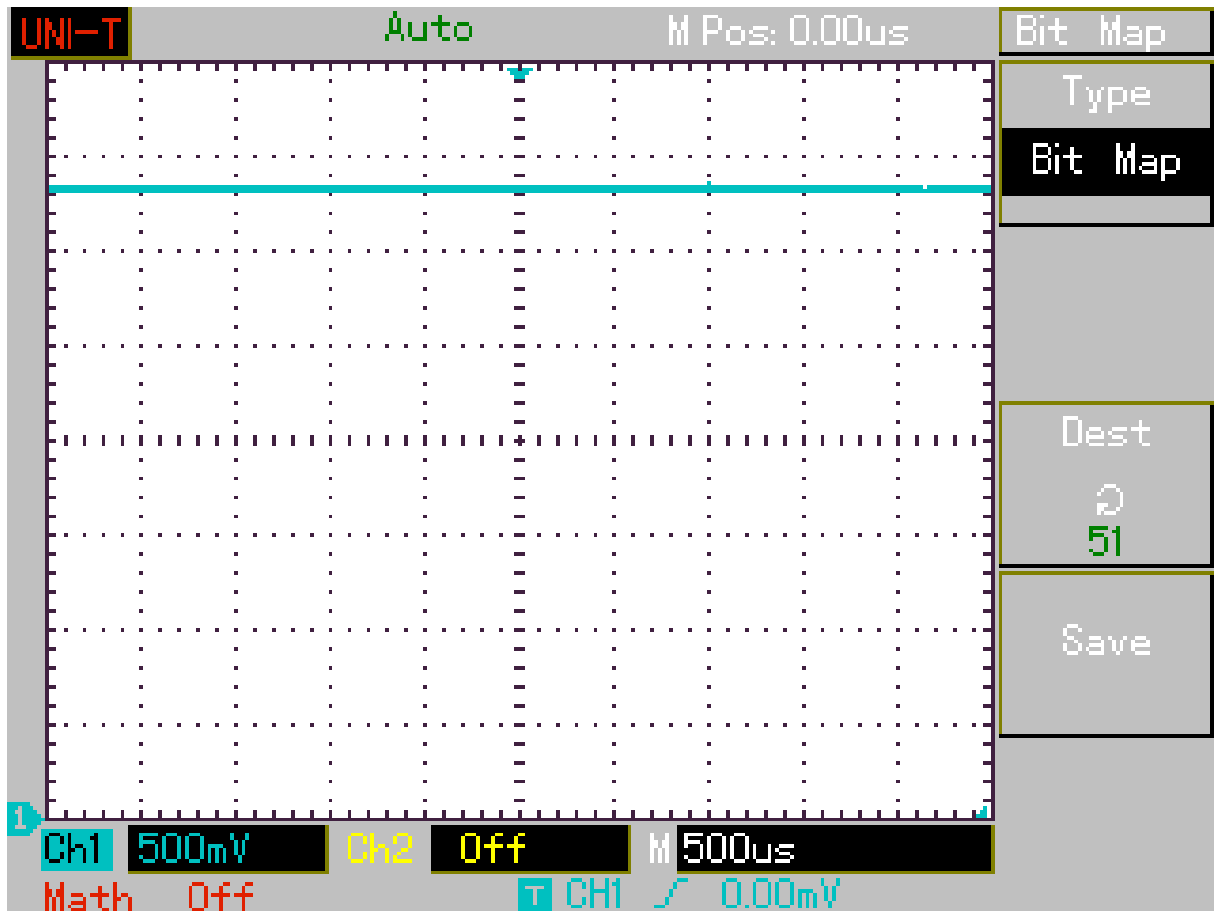 UNI-T Auto M Pos: 0.00us Bit Map
Type
Bit Map
Dest
51
Save
1
Ch1 500mV Ch2 Off M 500us
Math Off T CH1 0.00mV